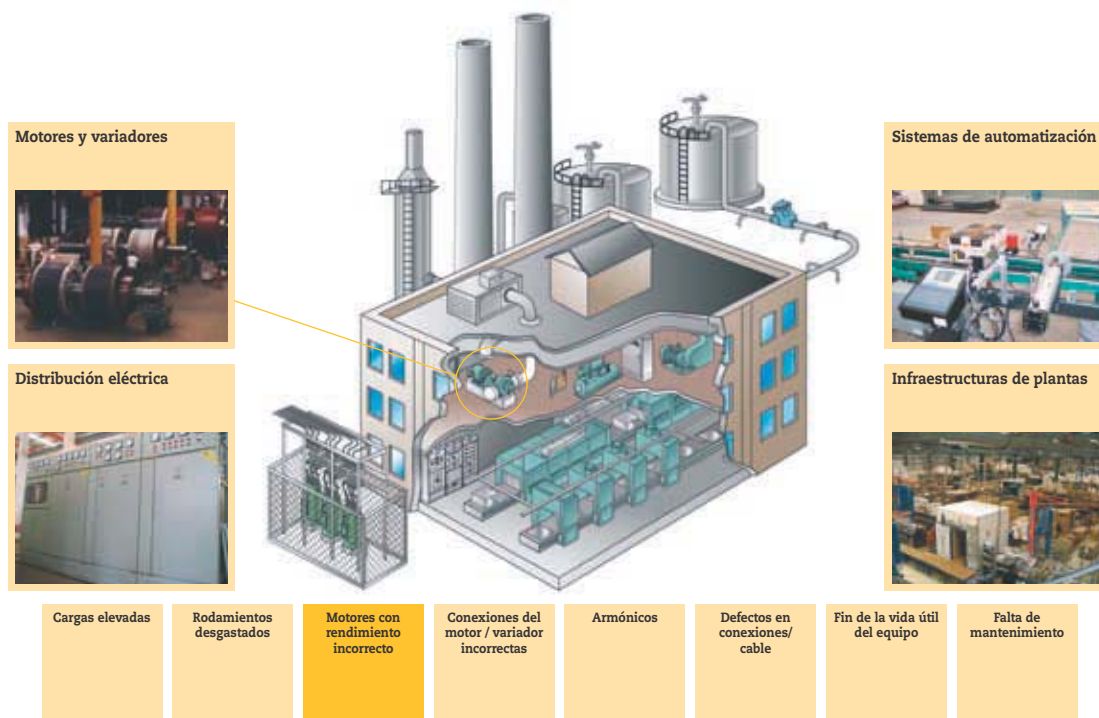 Motores y variadores
Sistemas de automatización
Distribución eléctrica
Infraestructuras de plantas
Cargas elevadas
Rodamientos
desgastados
Motores con
rendimiento
incorrecto
Conexiones del
motor / variador
incorrectas
Armónicos
Defectos en
conexiones/
cable
Fin de la vida útil
del equipo
Falta de
mantenimiento